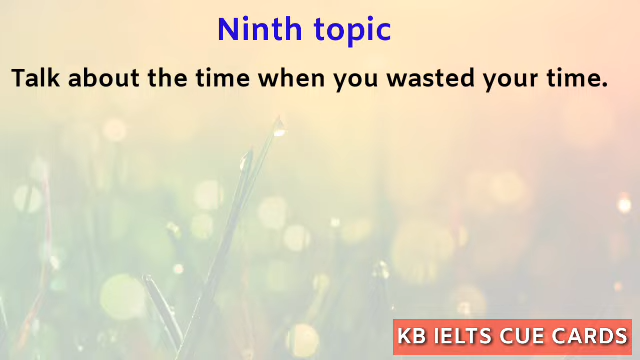 Ninth topic
Talk about the time when you wasted your time.
KB IELTS CUE CARDS